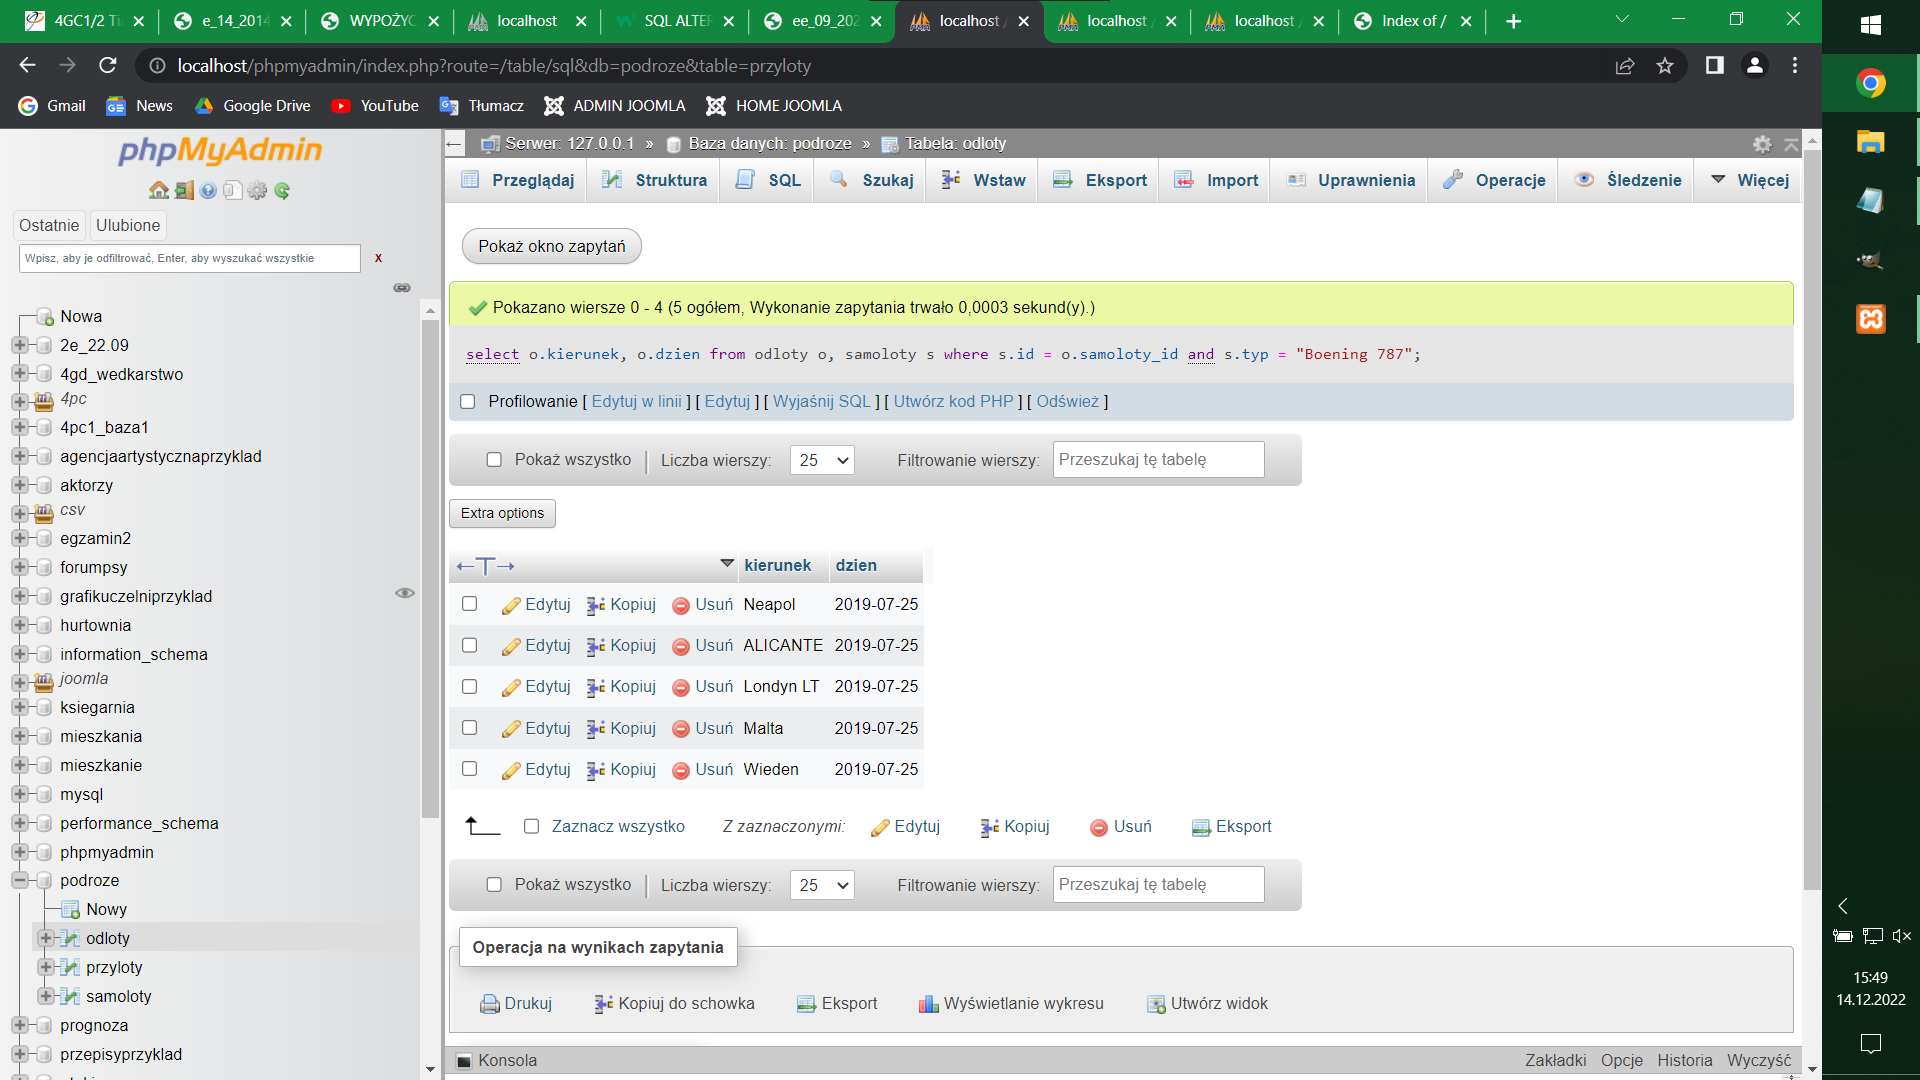 4GC1/2 Ti
e_14_2014
WYPOŻYC
localhost
SQL ALTER
ee_09_202
localhost /
localhost /
localhost /
Index of /
localhost/phpmyadmin/index.php?route=/table/sql&db=podroze&table=przyloty
Gmail
News
Google Drive
YouTube
Tłumacz
ADMIN JOOMLA
HOME JOOMLA
phpMyAdmin
Ostatnie
Ulubione
Wpisz, aby je odfiltrować, Enter, aby wyszukać wszystkie
X
Nowa
2e_22.09
4gd_wedkarstwo
4pc
4pc1_baza1
agencjaartystycznaprzyklad
aktorzy
csv
egzamin2
forumpsy
grafikuczelniprzyklad
hurtownia
information_schema
joomla
ksiegarnia
mieszkania
mieszkanie
mysql
performance_schema
phpmyadmin
podroze
Nowy
odloty
przyloty
samoloty
prognoza
przepisyprzyklad
Serwer: 127.0.0.1 » Baza danych: podroze » Tabela: odloty
Przeglądaj
Struktura
SQL
Szukaj
Wstaw
Eksport
Import
Uprawnienia
Operacje
Śledzenie
Więcej
Pokaż okno zapytań
Pokazano wiersze 0 - 4 (5 ogółem, Wykonanie zapytania trwało 0,0003 sekund(y).)
select o.kierunek, o.dzien from odloty o, samoloty s where s.id = o.samoloty_id and s.typ = "Boening 787";
Profilowanie [ Edytuj w linii ] [ Edytuj ] [ Wyjaśnij SQL ] [ Utwórz kod PHP ] [ Odśwież ]
Pokaż wszystko | Liczba wierszy: 25 Filtrowanie wierszy: Przeszukaj tę tabelę
Extra options
←T→ kierunek dzien
Edytuj Kopiuj Usuń Neapol 2019-07-25
Edytuj Kopiuj Usuń ALICANTE 2019-07-25
Edytuj Kopiuj Usuń Londyn LT 2019-07-25
Edytuj Kopiuj Usuń Malta 2019-07-25
Edytuj Kopiuj Usuń Wieden 2019-07-25
Zaznacz wszystko Z zaznaczonymi: Edytuj Kopiuj Usuń Eksport
Pokaż wszystko | Liczba wierszy: 25 Filtrowanie wierszy: Przeszukaj tę tabelę
Operacja na wynikach zapytania
Drukuj
Kopiuj do schowka
Eksport
Wyświetlanie wykresu
Utwórz widok
Konsola
Zakładki Opcje Historia Wyczyść
15:49
14.12.2022